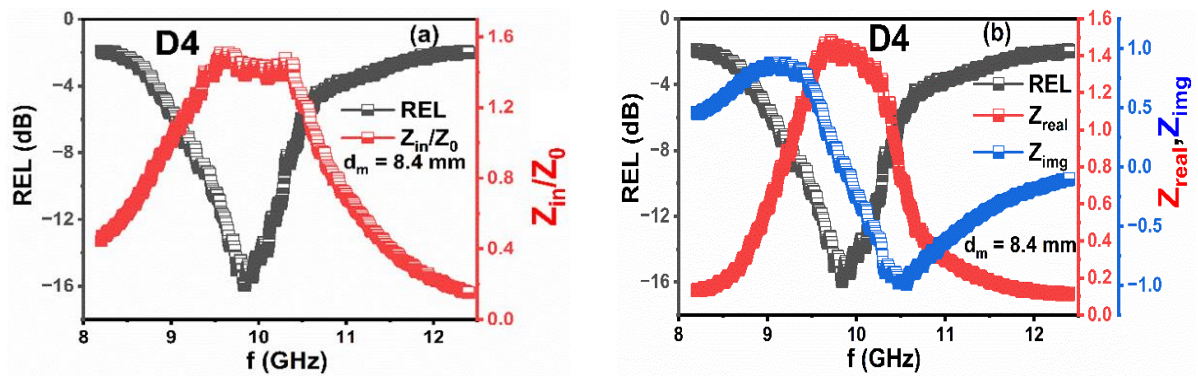 D4
(a)
REL (dB)
0
−4
−8
−12
−16
REL
Z_in/Z_0
d_m = 8.4 mm
1.6
1.2
0.8
0.4
0.0
Z_in/Z_0
8 9 10 11 12
f (GHz)
D4
(b)
REL (dB)
0
−4
−8
−12
−16
REL
Z_real
Z_img
d_m = 8.4 mm
1.6
1.4
1.2
1.0
0.8
0.6
0.4
0.2
0.0
1.0
0.5
0.0
−0.5
−1.0
Z_real,Z_img
8 9 10 11 12
f (GHz)